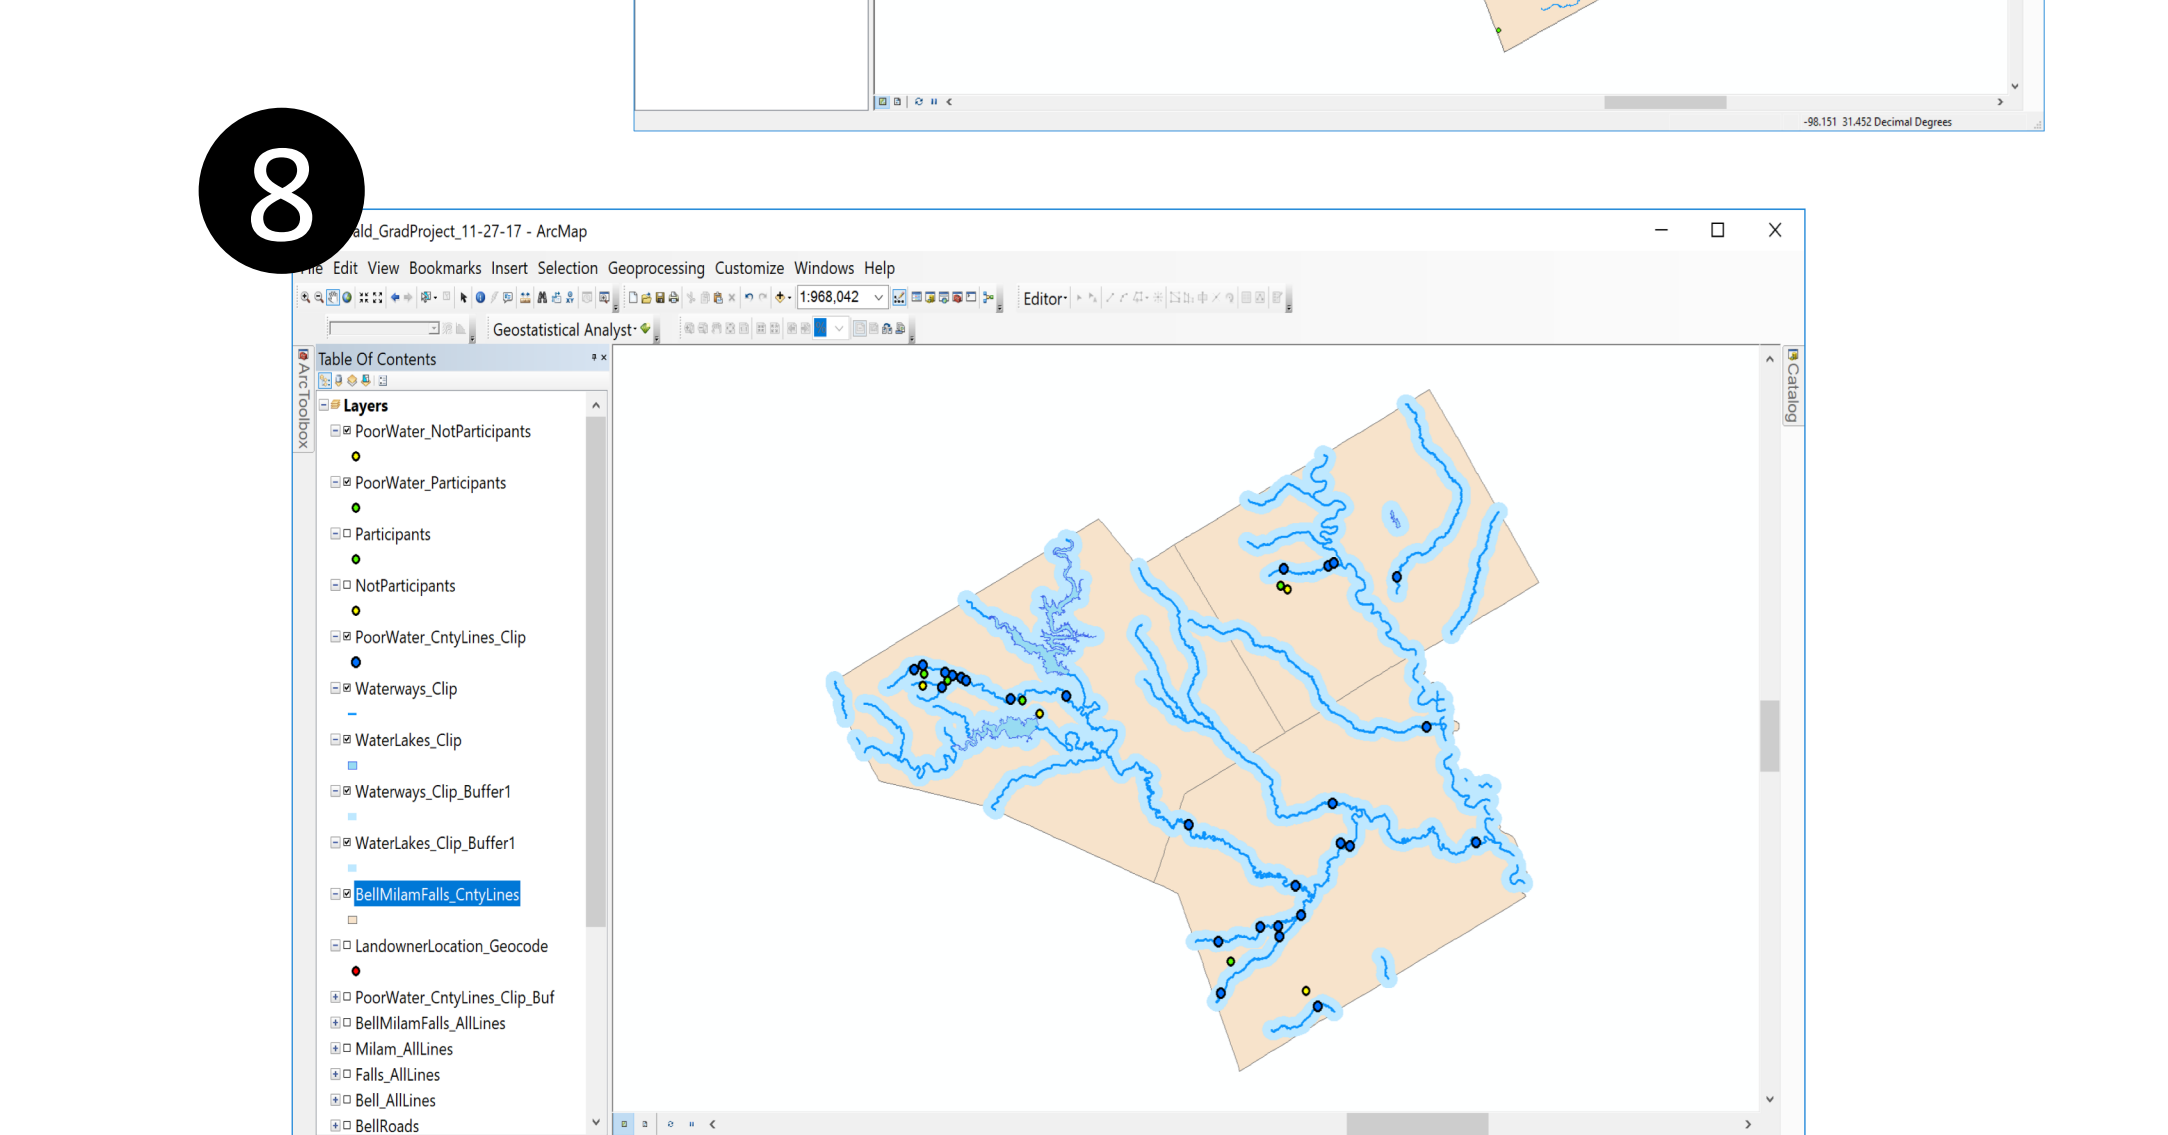 -98.151 31.452 Decimal Degrees
8
ald_GradProject_11-27-17 - ArcMap
File Edit View Bookmarks Insert Selection Geoprocessing Customize Windows Help
1:968,042
Editor
Geostatistical Analyst
ArcToolbox
Table Of Contents
Catalog
Layers
PoorWater_NotParticipants
PoorWater_Participants
Participants
NotParticipants
PoorWater_CntyLines_Clip
Waterways_Clip
WaterLakes_Clip
Waterways_Clip_Buffer1
WaterLakes_Clip_Buffer1
BellMilamFalls_CntyLines
LandownerLocation_Geocode
PoorWater_CntyLines_Clip_Buf
BellMilamFalls_AllLines
Milam_AllLines
Falls_AllLines
Bell_AllLines
BellRoads